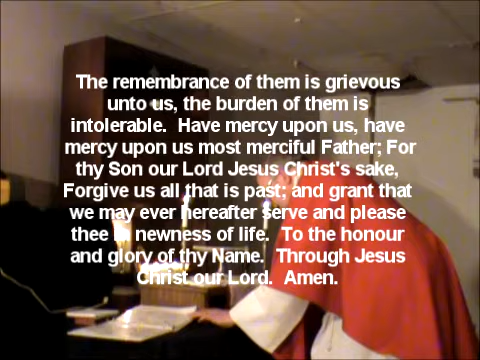 The remembrance of them is grievous
unto us, the burden of them is
intolerable.  Have mercy upon us, have
mercy upon us most merciful Father; For
thy Son our Lord Jesus Christ's sake,
Forgive us all that is past; and grant that
we may ever hereafter serve and please
thee in newness of life.  To the honour
and glory of thy Name.  Through Jesus
Christ our Lord.  Amen.